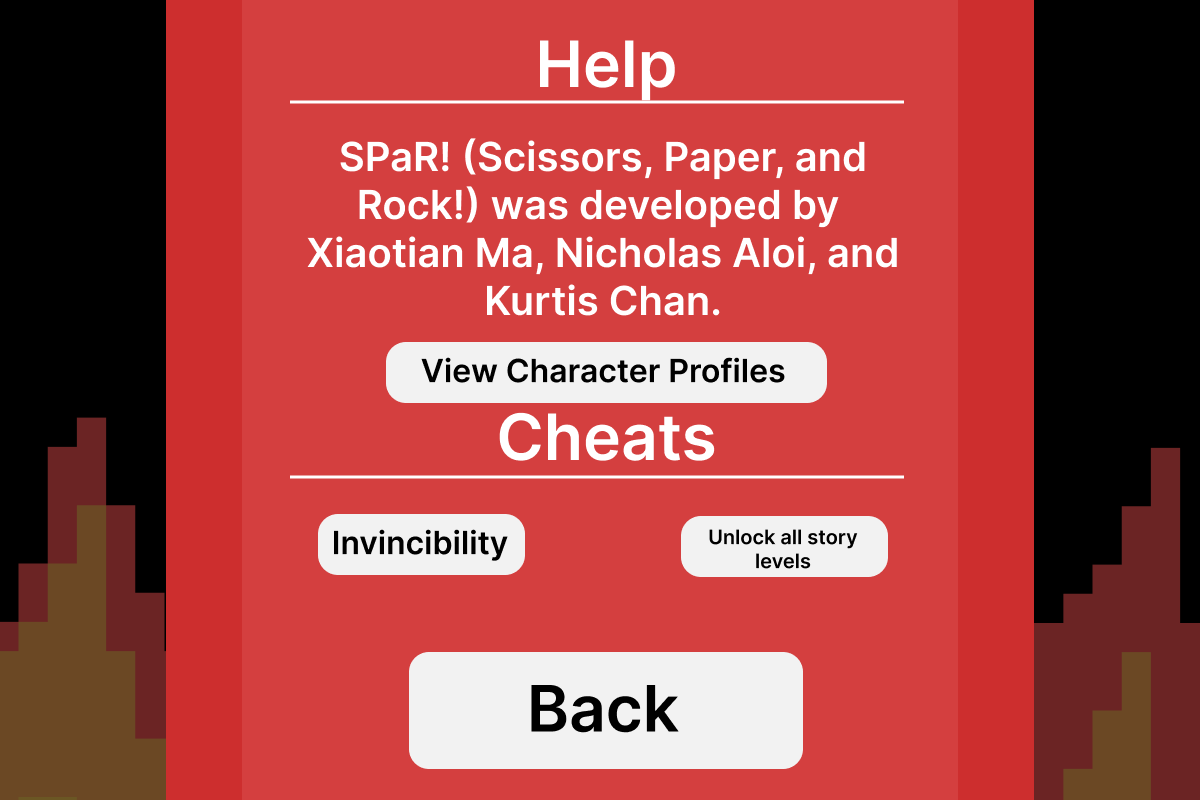 Help
SPaR! (Scissors, Paper, and
Rock!) was developed by
Xiaotian Ma, Nicholas Aloi, and
Kurtis Chan.
View Character Profiles
Cheats
Invincibility
Unlock all story
levels
Back